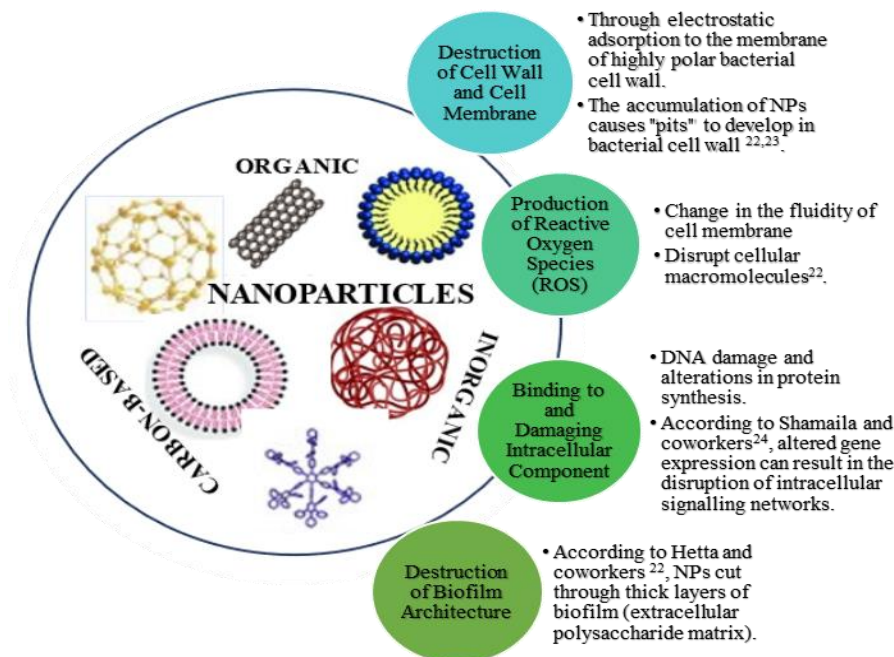 Destruction
of Cell Wall
and Cell
Membrane
• Through electrostatic
adsorption to the membrane
of highly polar bacterial
cell wall.
• The accumulation of NPs
causes "pits" to develop in
bacterial cell wall 22,23.
ORGANIC
NANOPARTICLES
CARBON-BASED
INORGANIC
Production
of Reactive
Oxygen
Species
(ROS)
• Change in the fluidity of
cell membrane
• Disrupt cellular
macromolecules22.
Binding to
and
Damaging
Intracellular
Component
• DNA damage and
alterations in protein
synthesis.
• According to Shamaila and
coworkers24, altered gene
expression can result in the
disruption of intracellular
signalling networks.
Destruction
of Biofilm
Architecture
• According to Hetta and
coworkers 22, NPs cut
through thick layers of
biofilm (extracellular
polysaccharide matrix).